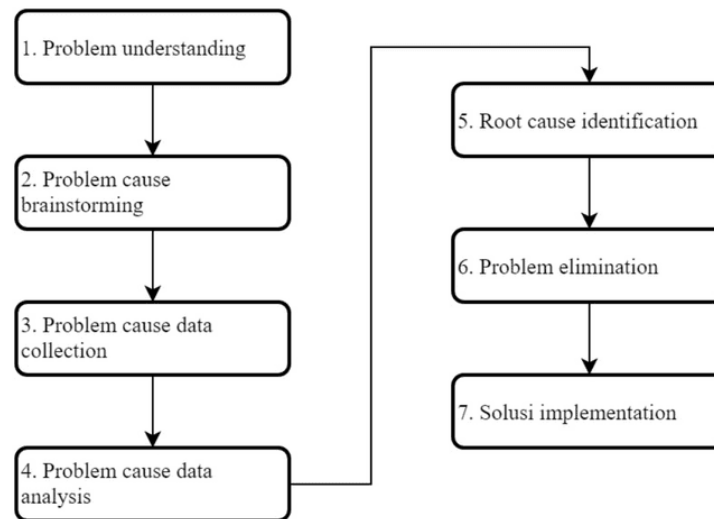 1. Problem understanding
2. Problem cause
brainstorming
3. Problem cause data
collection
4. Problem cause data
analysis
5. Root cause identification
6. Problem elimination
7. Solusi implementation